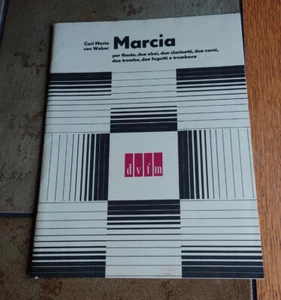 Carl Maria
von Weber
Marcia
per flauto, due oboi, due clarinetti, due corni,
due trombe, due fagotti e trombone
dvfm